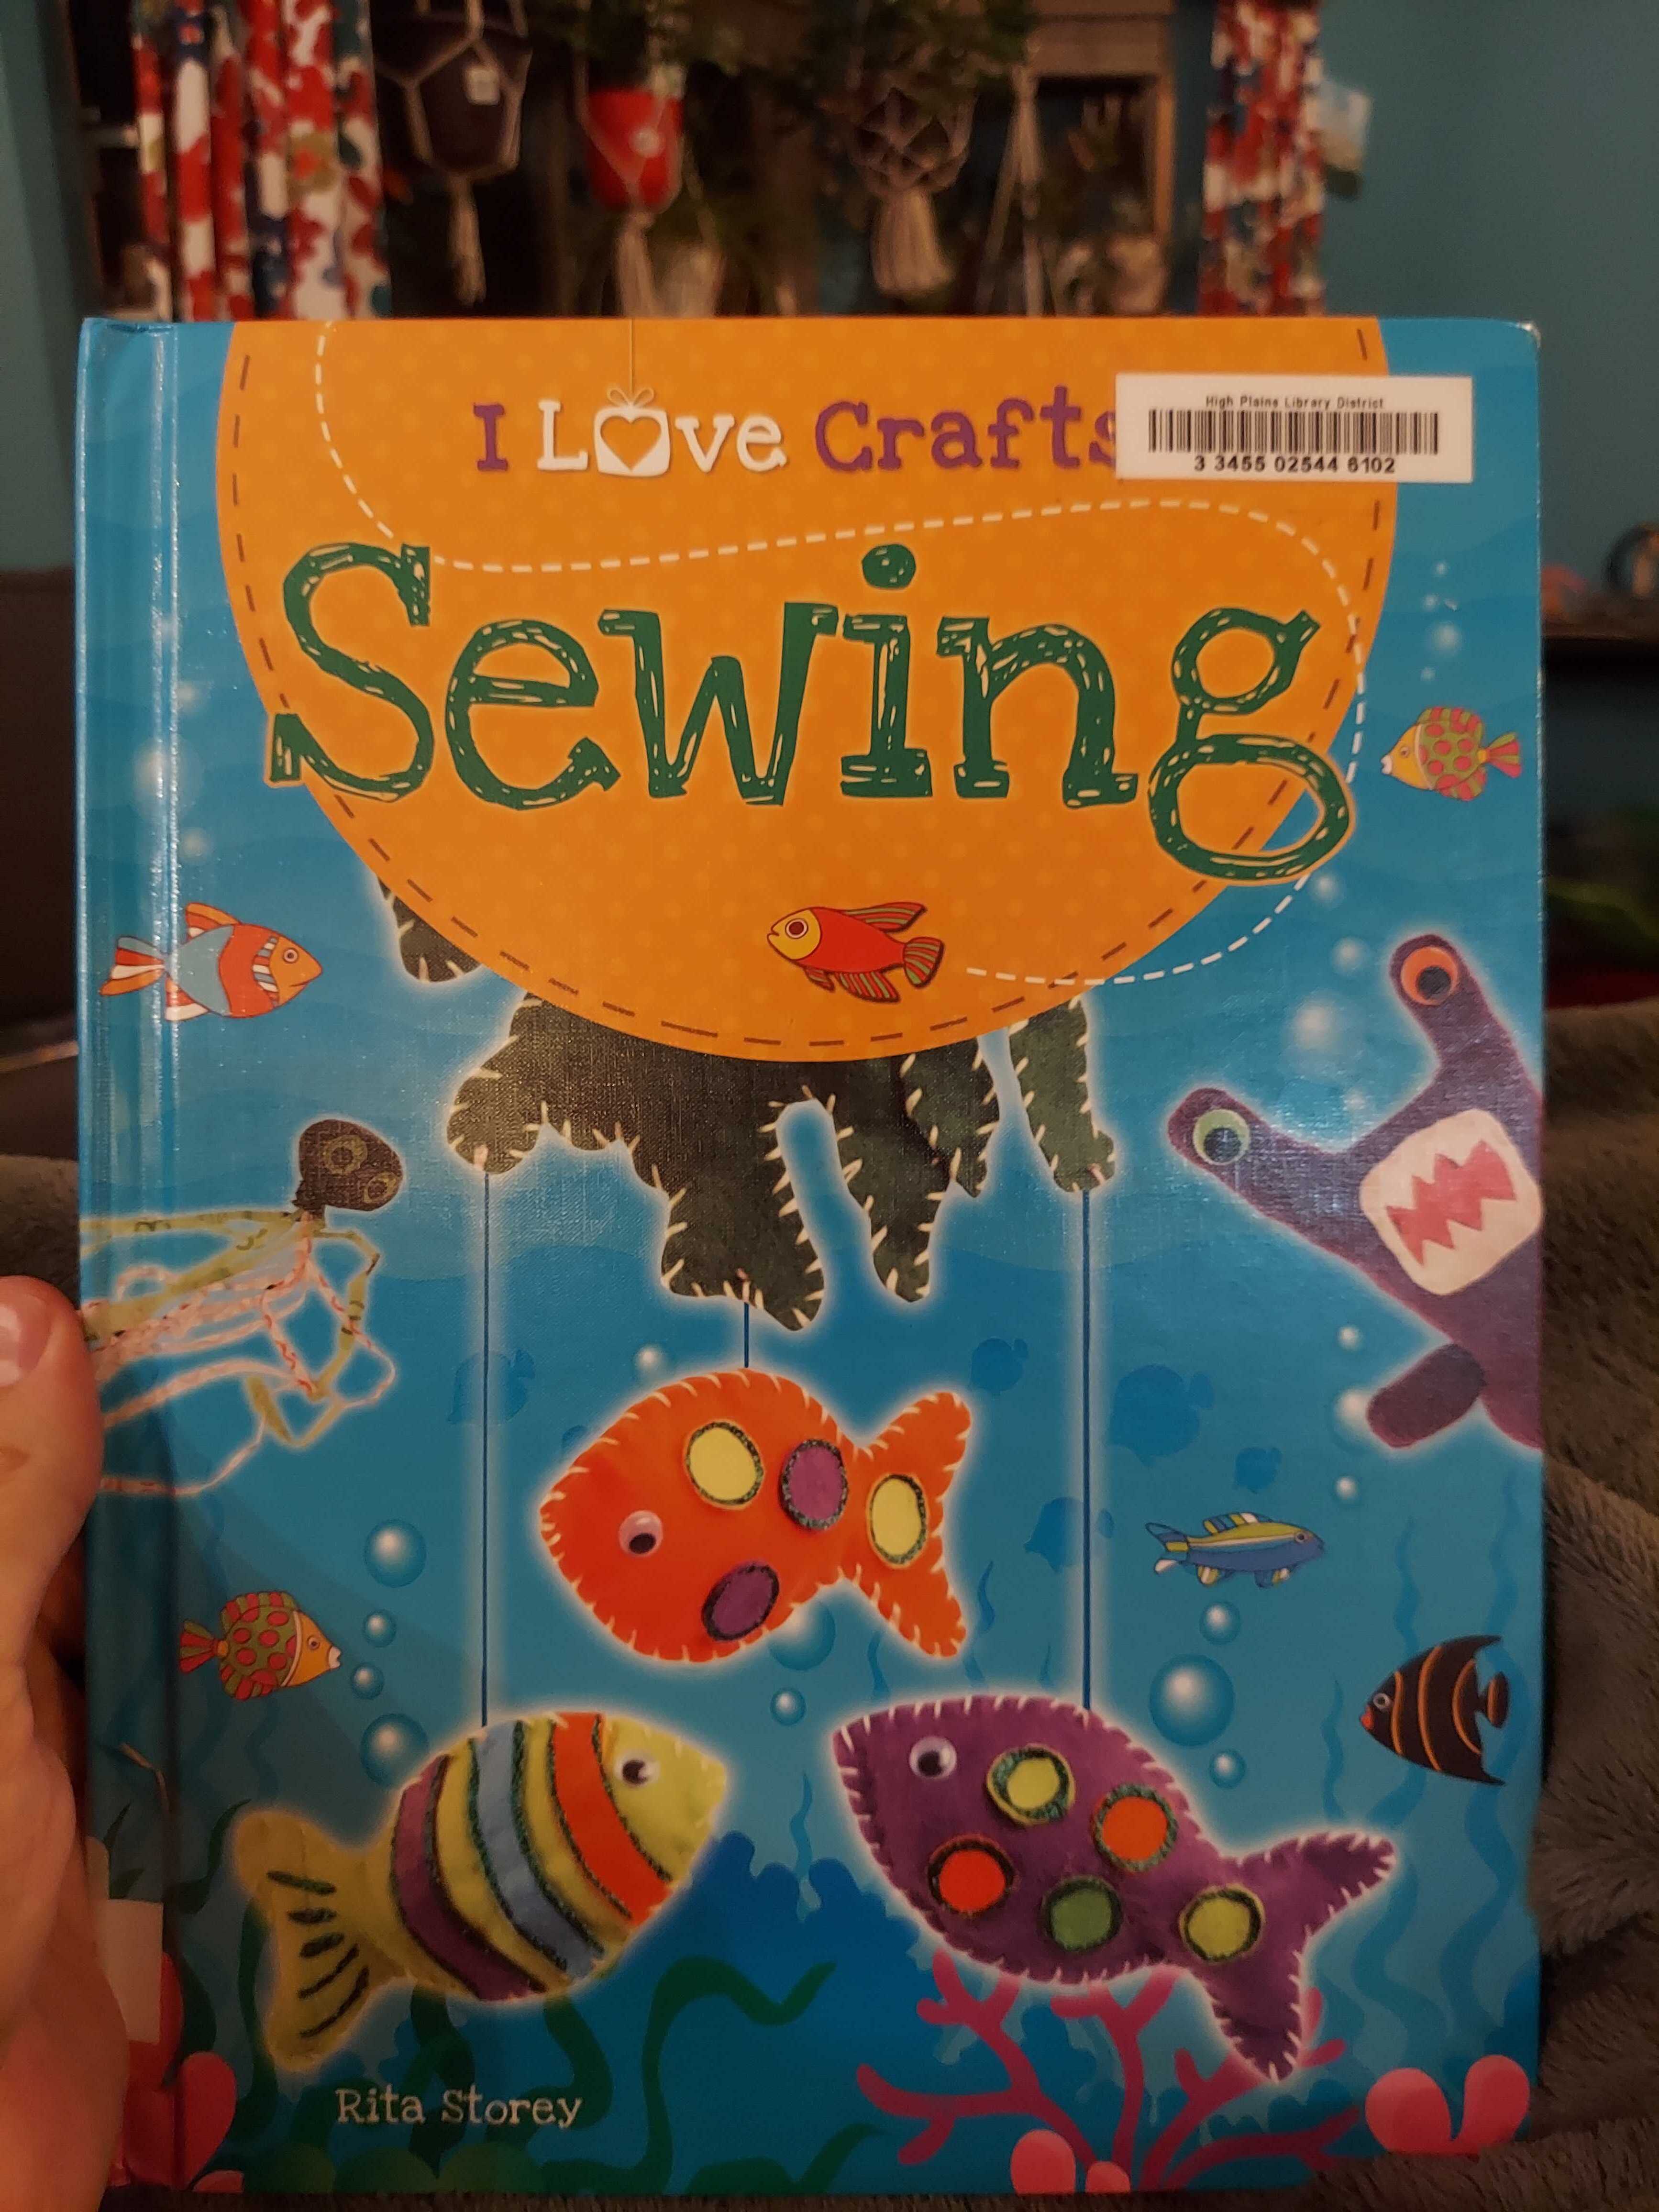 I Love Crafts
High Plains Library District
3 3455 02544 6102
Sewing
Rita Storey